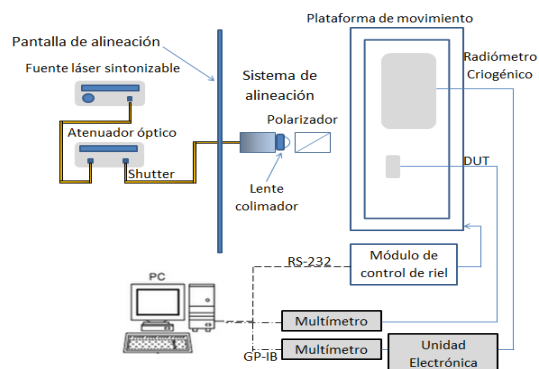 Plataforma de movimiento
Pantalla de alineación
Fuente láser sintonizable
Sistema de
alineación
Radiómetro
Criogénico
Polarizador
Atenuador óptico
Shutter
Lente
colimador
DUT
RS-232
Módulo de
control de riel
PC
Multímetro
GP-IB
Multímetro
Unidad
Electrónica